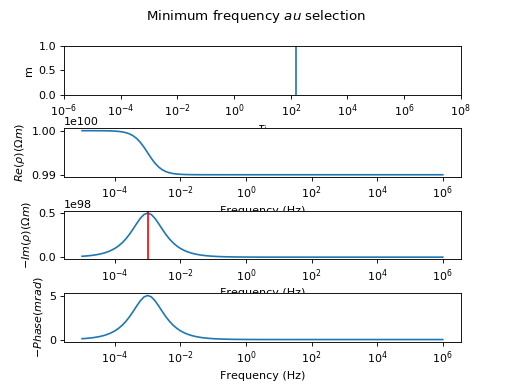 Minimum frequency au selection
1.0
0.5
0.0
m
10^-6 10^-4 10^-2 10^0 10^2 10^4 10^6 10^8
1e100
1.00
0.99
Re(ρ)(Ωm)
10^-4 10^-2 10^0 10^2 10^4 10^6
Frequency (Hz)
1e98
0.5
0.0
−Im(ρ)(Ωm)
10^-4 10^-2 10^0 10^2 10^4 10^6
Frequency (Hz)
5
0
−Phase(mrad)
10^-4 10^-2 10^0 10^2 10^4 10^6
Frequency (Hz)